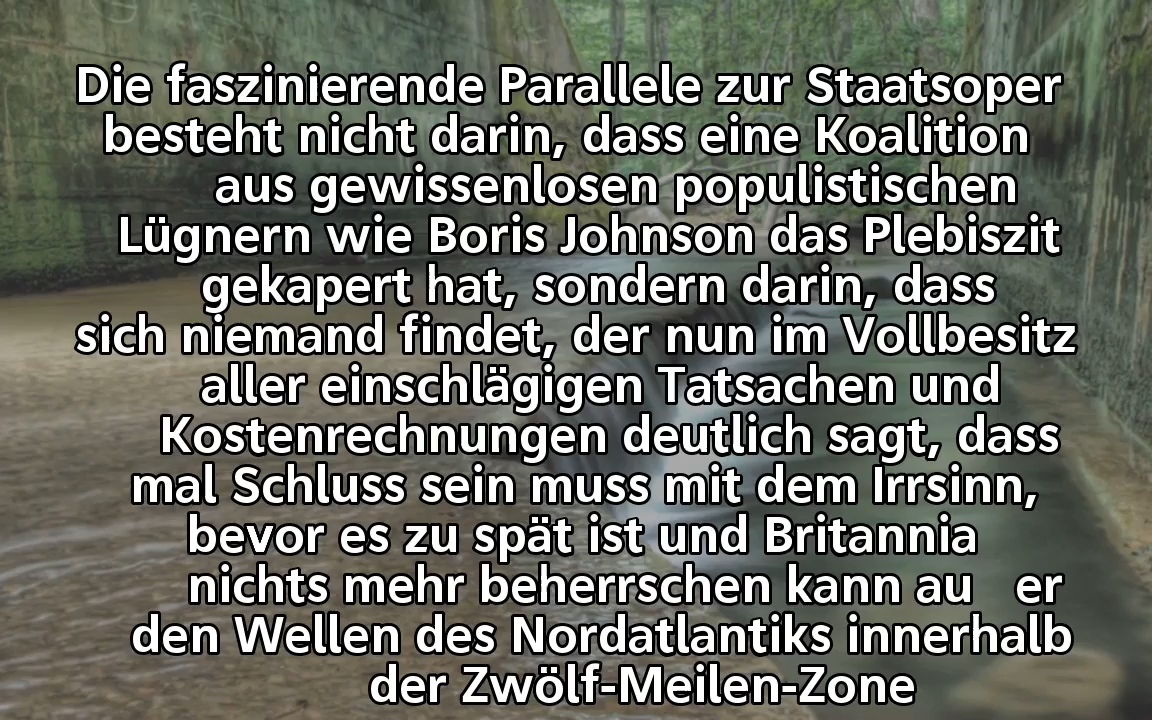 Die faszinierende Parallele zur Staatsoper
besteht nicht darin, dass eine Koalition
aus gewissenlosen populistischen
Lügnern wie Boris Johnson das Plebiszit
gekapert hat, sondern darin, dass
sich niemand findet, der nun im Vollbesitz
aller einschlägigen Tatsachen und
Kostenrechnungen deutlich sagt, dass
mal Schluss sein muss mit dem Irrsinn,
bevor es zu spät ist und Britannia
nichts mehr beherrschen kann au er
den Wellen des Nordatlantiks innerhalb
der Zwölf-Meilen-Zone